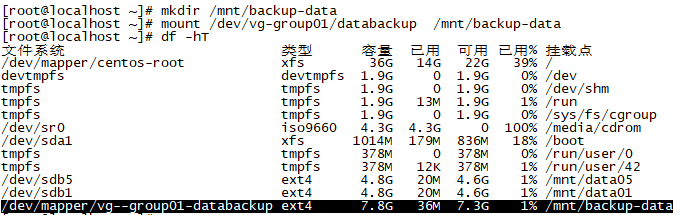 [root@localhost ~]# mkdir /mnt/backup-data
[root@localhost ~]# mount /dev/vg-group01/databackup  /mnt/backup-data
[root@localhost ~]# df -hT
文件系统 类型 容量 已用 可用 已用% 挂载点
/dev/mapper/centos-root xfs 36G 14G 22G 39% /
devtmpfs devtmpfs 1.9G 0 1.9G 0% /dev
tmpfs tmpfs 1.9G 0 1.9G 0% /dev/shm
tmpfs tmpfs 1.9G 13M 1.9G 1% /run
tmpfs tmpfs 1.9G 0 1.9G 0% /sys/fs/cgroup
/dev/sr0 iso9660 4.3G 4.3G 0 100% /media/cdrom
/dev/sda1 xfs 1014M 179M 836M 18% /boot
tmpfs tmpfs 378M 0 378M 0% /run/user/0
tmpfs tmpfs 378M 12K 378M 1% /run/user/42
/dev/sdb5 ext4 4.8G 20M 4.6G 1% /mnt/data05
/dev/sdb1 ext4 4.8G 20M 4.6G 1% /mnt/data01
/dev/mapper/vg--group01-databackup ext4 7.8G 36M 7.3G 1% /mnt/backup-data